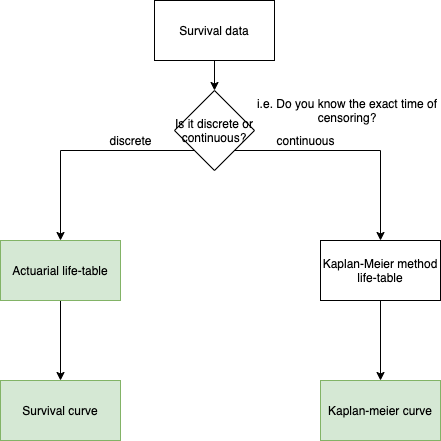 Survival data
i.e. Do you know the exact time of
censoring?
Is it discrete or
continuous?
discrete
continuous
Actuarial life-table
Kaplan-Meier method
life-table
Survival curve
Kaplan-meier curve